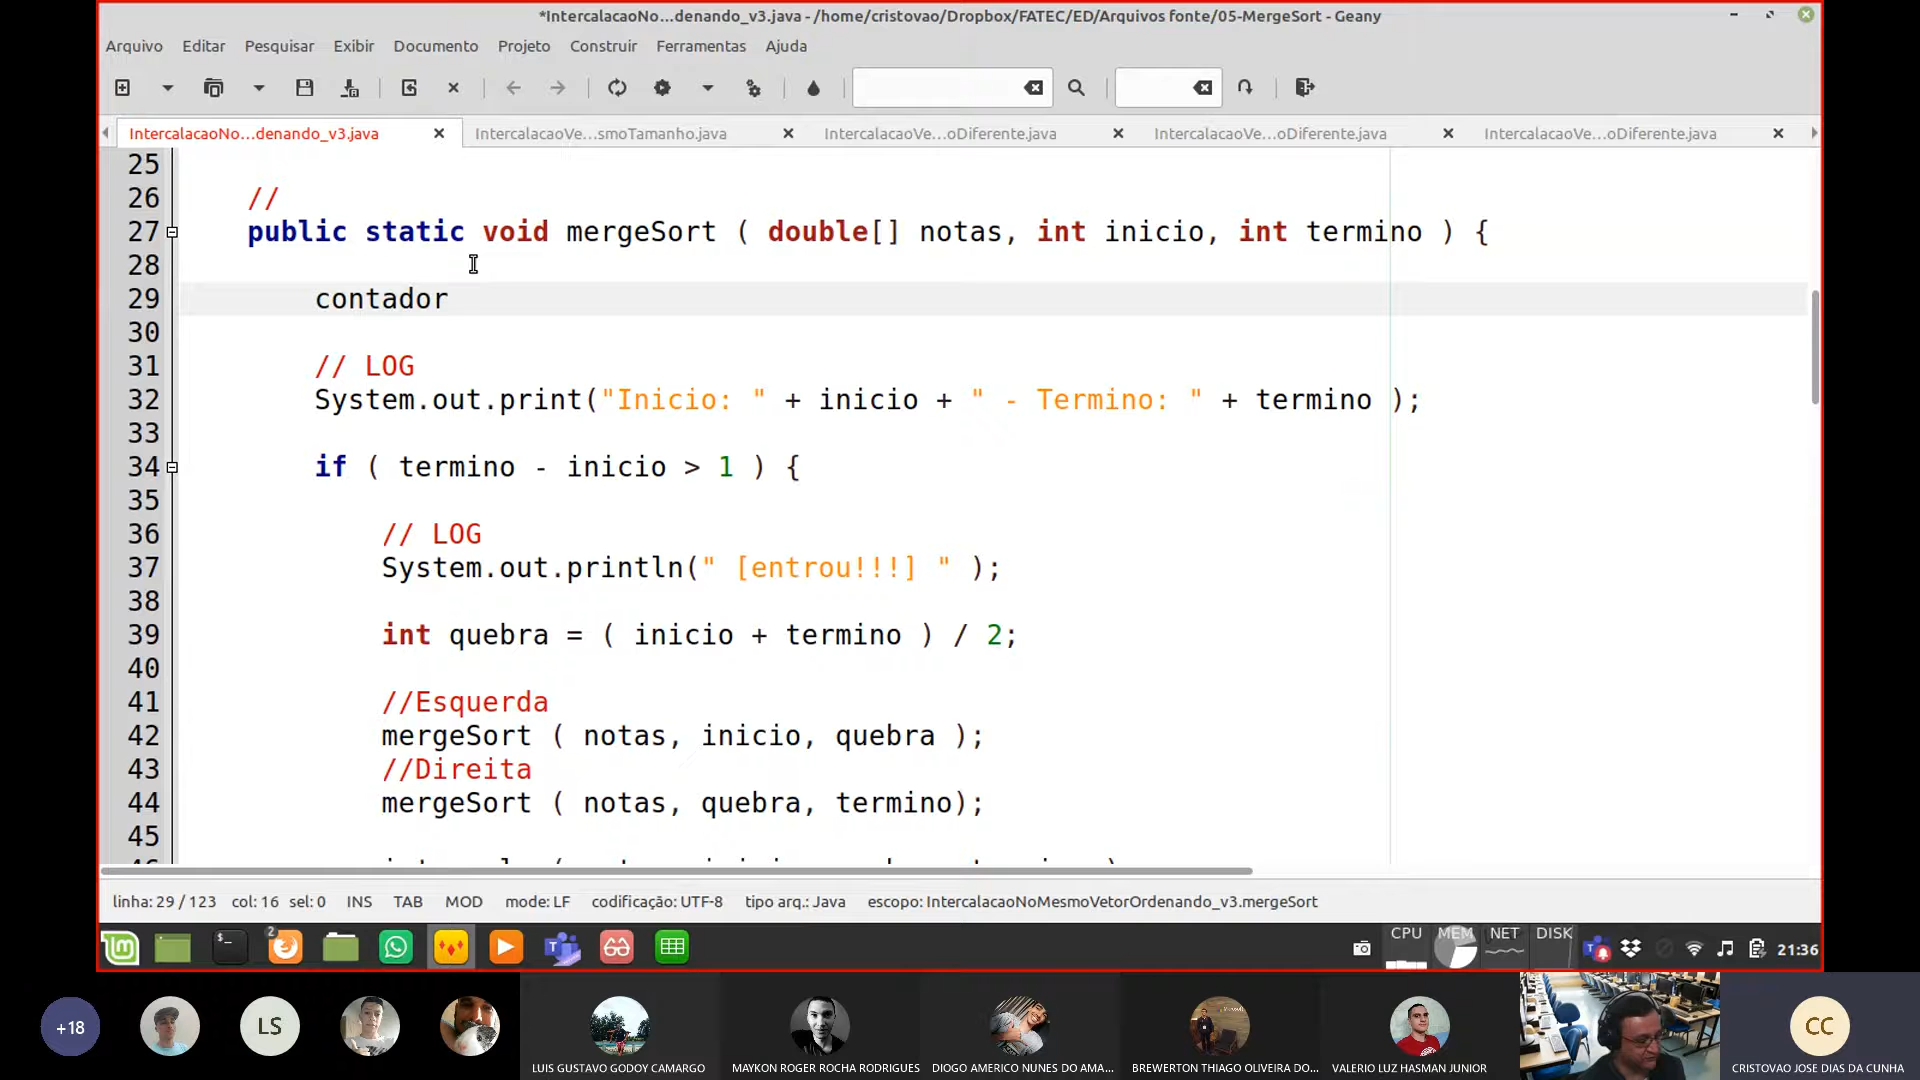 *IntercalacaoNo...denando_v3.java - /home/cristovao/Dropbox/FATEC/ED/Arquivos fonte/05-MergeSort - Geany
Arquivo Editar Pesquisar Exibir Documento Projeto Construir Ferramentas Ajuda
IntercalacaoNo...denando_v3.java IntercalacaoVe...smoTamanho.java IntercalacaoVe...oDiferente.java IntercalacaoVe...oDiferente.java IntercalacaoVe...oDiferente.java
25
26 //
27 public static void mergeSort ( double[] notas, int inicio, int termino ) {
28
29 contador
30
31 // LOG
32 System.out.print("Inicio: " + inicio + " - Termino: " + termino );
33
34 if ( termino - inicio > 1 ) {
35
36 // LOG
37 System.out.println(" [entrou!!!] " );
38
39 int quebra = ( inicio + termino ) / 2;
40
41 //Esquerda
42 mergeSort ( notas, inicio, quebra );
43 //Direita
44 mergeSort ( notas, quebra, termino);
45
linha: 29 / 123 col: 16 sel: 0 INS TAB MOD mode: LF codificação: UTF-8 tipo arq.: Java escopo: IntercalacaoNoMesmoVetorOrdenando_v3.mergeSort
2 CPU MEM NET DISK 21:36
+18 LS CC
LUIS GUSTAVO GODOY CAMARGO MAYKON ROGER ROCHA RODRIGUES DIOGO AMERICO NUNES DO AMA... BREWERTON THIAGO OLIVEIRA DO... VALERIO LUZ HASMAN JUNIOR CRISTOVAO JOSE DIAS DA CUNHA